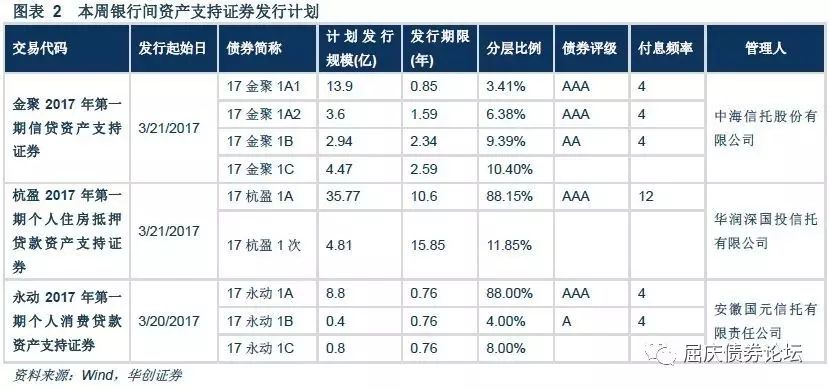 图表 2 本周银行间资产支持证券发行计划
交易代码 发行起始日 债券简称 计划发行规模(亿) 发行期限(年) 分层比例 债券评级 付息频率 管理人
金聚 2017 年第一期信贷资产支持证券 3/21/2017 17 金聚 1A1 13.9 0.85 3.41% AAA 4 中海信托股份有限公司
17 金聚 1A2 3.6 1.59 6.38% AAA 4
17 金聚 1B 2.94 2.34 9.39% AA 4
17 金聚 1C 4.47 2.59 10.40%
杭盈 2017 年第一期个人住房抵押贷款资产支持证券 3/21/2017 17 杭盈 1A 35.77 10.6 88.15% AAA 12 华润深国投信托有限公司
17 杭盈 1 次 4.81 15.85 11.85%
永动 2017 年第一期个人消费贷款资产支持证券 3/20/2017 17 永动 1A 8.8 0.76 88.00% AAA 4 安徽国元信托有限责任公司
17 永动 1B 0.4 0.76 4.00% A 4
17 永动 1C 0.8 0.76 8.00%
资料来源：Wind，华创证券
屈庆债券论坛